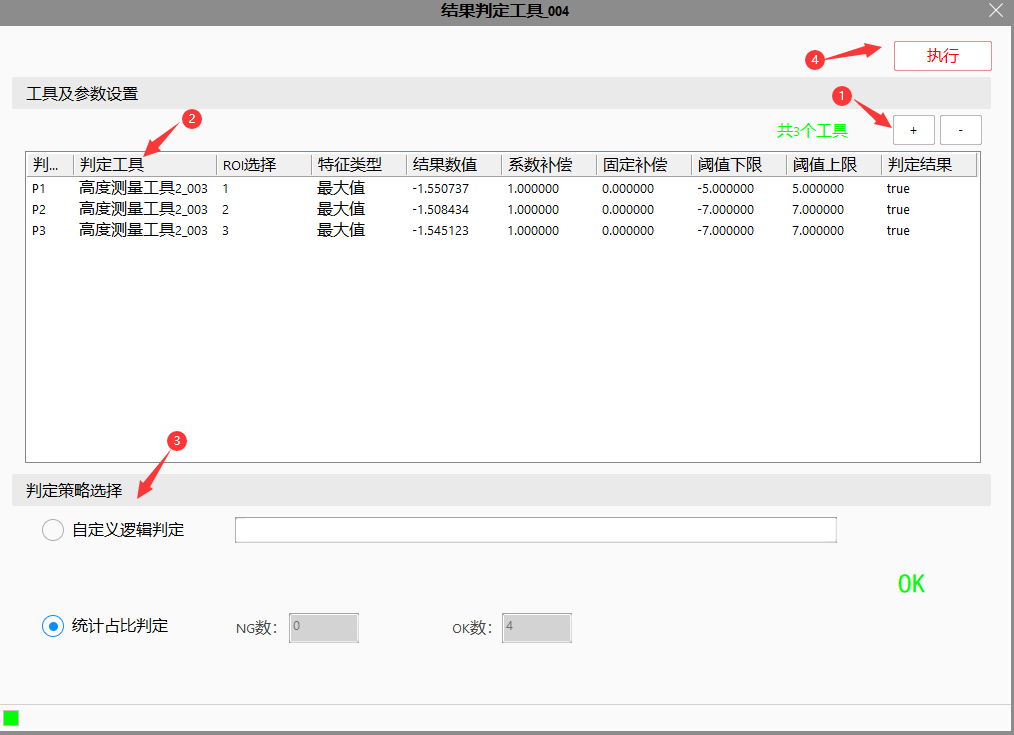 结果判定工具_004
4
执行
工具及参数设置
1
2
共3个工具
+
-
判... 判定工具 ROI选择 特征类型 结果数值 系数补偿 固定补偿 阈值下限 阈值上限 判定结果
P1 高度测量工具2_003 1 最大值 -1.550737 1.000000 0.000000 -5.000000 5.000000 true
P2 高度测量工具2_003 2 最大值 -1.508434 1.000000 0.000000 -7.000000 7.000000 true
P3 高度测量工具2_003 3 最大值 -1.545123 1.000000 0.000000 -7.000000 7.000000 true
3
判定策略选择
自定义逻辑判定
OK
统计占比判定 NG数: 0 OK数: 4